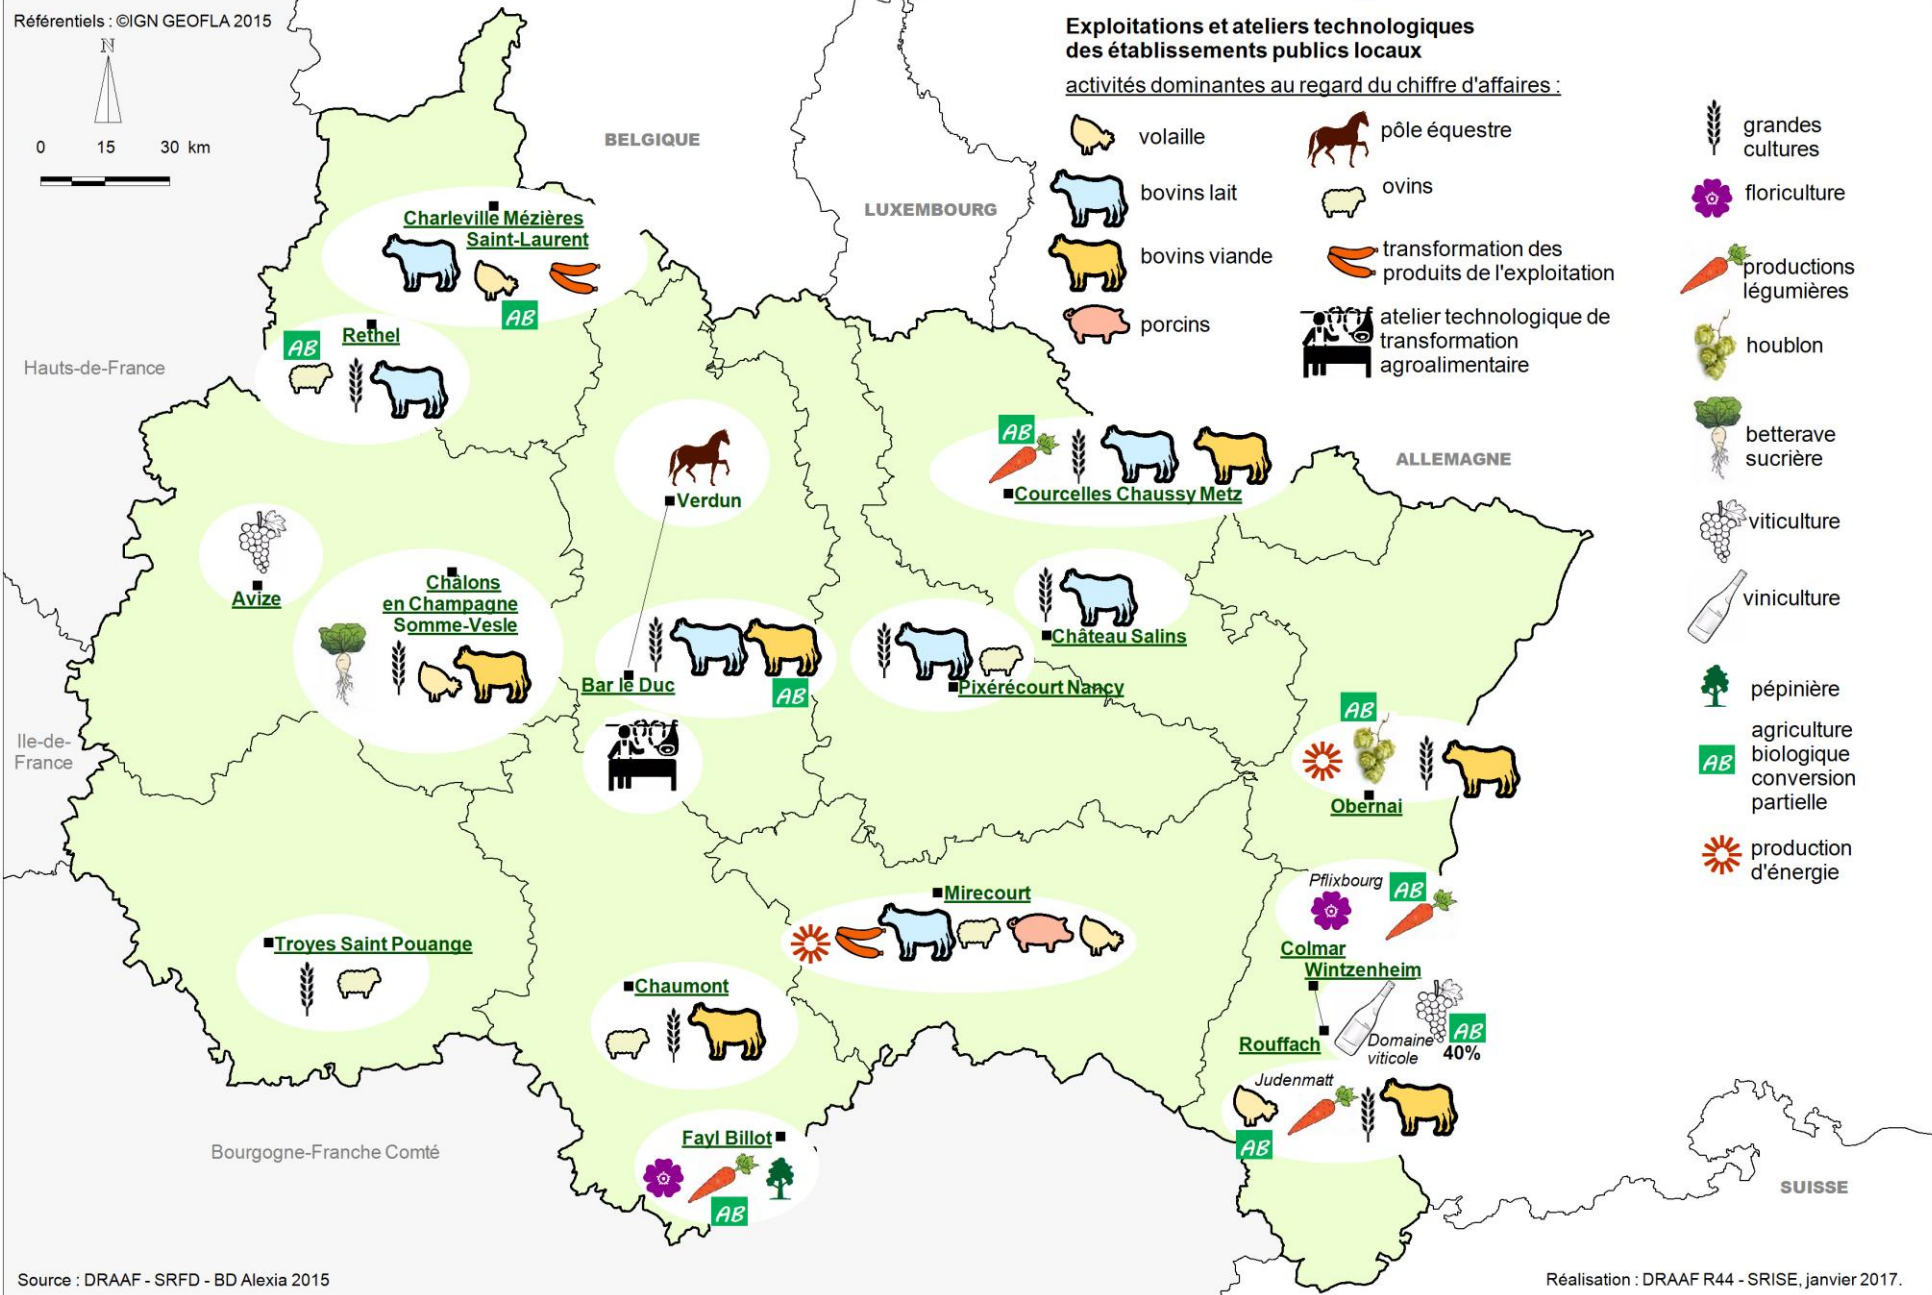 Référentiels : ©IGN GEOFLA 2015
N
0 15 30 km
Exploitations et ateliers technologiques
des établissements publics locaux
activités dominantes au regard du chiffre d'affaires :
volaille
bovins lait
bovins viande
porcins
pôle équestre
ovins
transformation des
produits de l'exploitation
atelier technologique de
transformation
agroalimentaire
grandes
cultures
floriculture
productions
légumières
houblon
betterave
sucrière
viticulture
viniculture
pépinière
AB
agriculture
biologique
conversion
partielle
production
d'énergie
BELGIQUE
LUXEMBOURG
ALLEMAGNE
SUISSE
Hauts-de-France
Ile-de-
France
Bourgogne-Franche Comté
Charleville Mézières
Saint-Laurent
AB
Rethel
AB
Verdun
AB
Courcelles Chaussy Metz
Avize
Châlons
en Champagne
Somme-Vesle
Bar le Duc
AB
Château Salins
Pixérécourt Nancy
AB
Obernai
Mirecourt
Troyes Saint Pouange
Chaumont
Fayl Billot
AB
Pflixbourg
AB
Colmar
Wintzenheim
Rouffach
Domaine
viticole
AB
40%
Judenmatt
AB
Source : DRAAF - SRFD - BD Alexia 2015
Réalisation : DRAAF R44 - SRISE, janvier 2017.